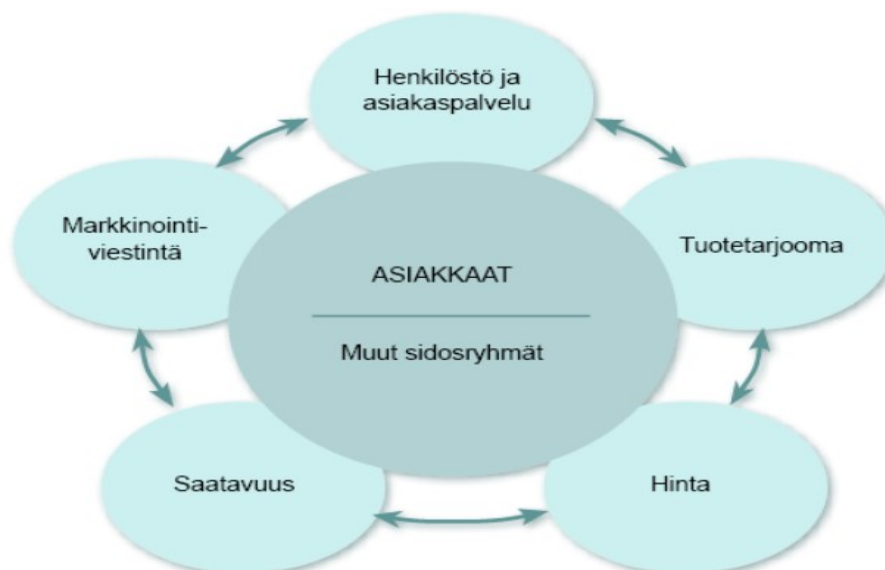 Henkilöstö ja
asiakaspalvelu
Markkinointi-
viestintä
Tuotetarjooma
ASIAKKAAT
Muut sidosryhmät
Saatavuus
Hinta